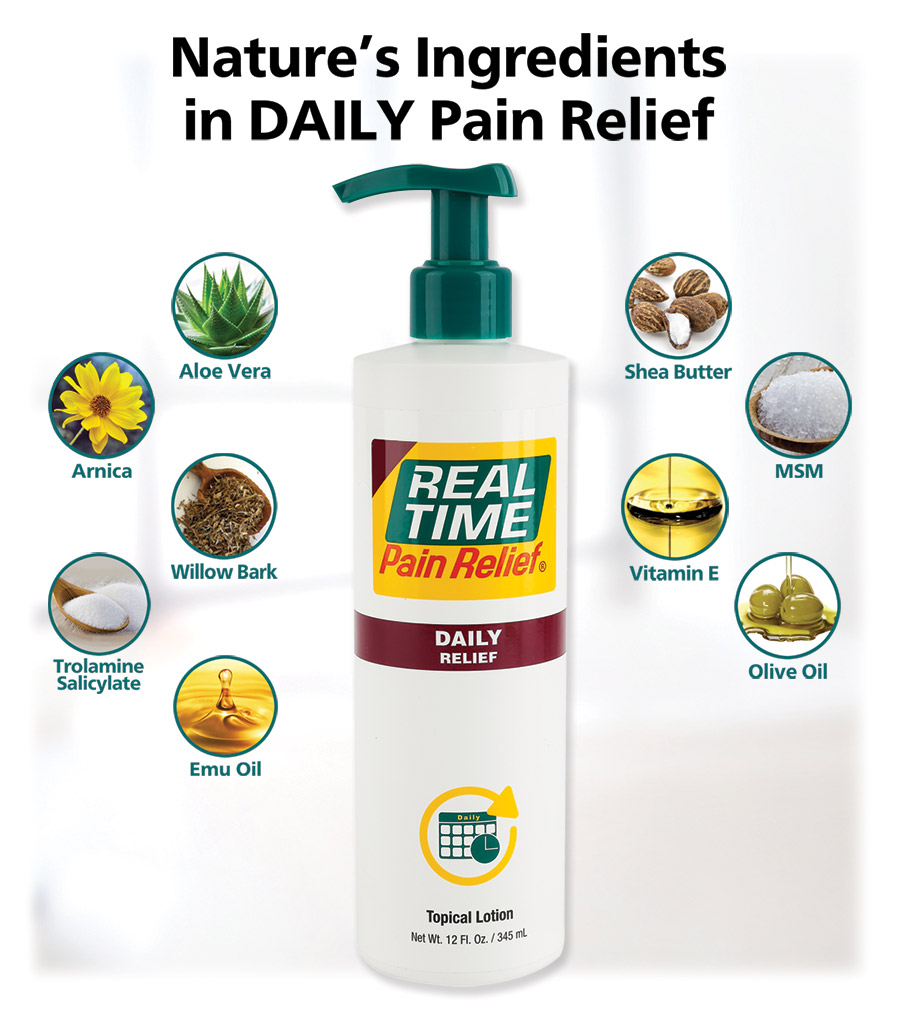 Nature's Ingredients
in DAILY Pain Relief
Aloe Vera
Arnica
Willow Bark
Trolamine
Salicylate
Emu Oil
Shea Butter
MSM
Vitamin E
Olive Oil
REAL
TIME
Pain Relief®
DAILY
RELIEF
Daily
Topical Lotion
Net Wt. 12 Fl. Oz. / 345 mL